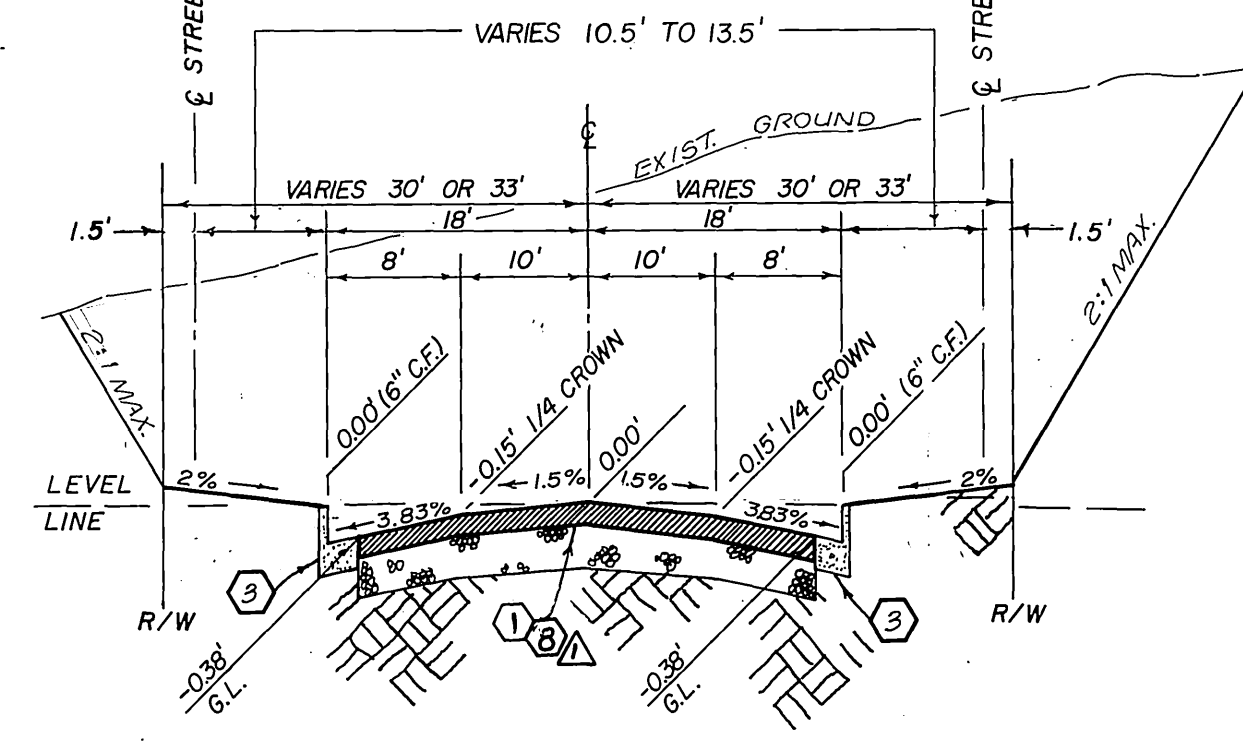 ℄ STREE
VARIES 10.5' TO 13.5'
℄ STREE
℄
EXIST. GROUND
VARIES 30' OR 33'
VARIES 30' OR 33'
1.5'
18'
18'
1.5'
8'
10'
10'
8'
2:1 MAX.
2:1 MAX.
0.00' (6" C.F.)
-0.15' 1/4 CROWN
0.00'
-0.15' 1/4 CROWN
0.00' (6" C.F.)
2%
1.5%
1.5%
2%
LEVEL
LINE
3.83%
3.83%
3
1
8
1
3
R/W
R/W
-0.38'
G.L.
-0.38'
G.L.